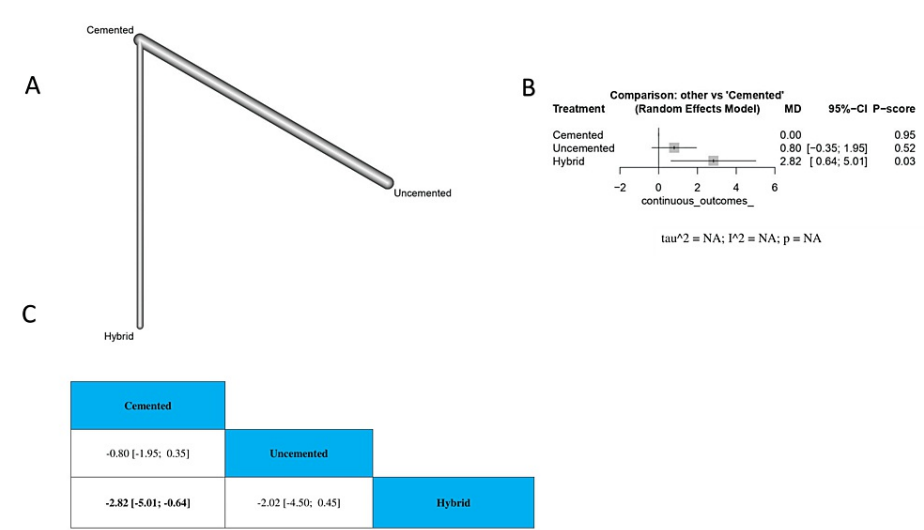 A
Cemented
Uncemented
Hybrid
B
Comparison: other vs 'Cemented'
Treatment (Random Effects Model) MD 95%−CI P−score
Cemented 0.00 0.95
Uncemented 0.80 [−0.35; 1.95] 0.52
Hybrid 2.82 [ 0.64; 5.01] 0.03
−2 0 2 4 6
continuous_outcomes_
tau^2 = NA; I^2 = NA; p = NA
C
Cemented
-0.80 [-1.95; 0.35] Uncemented
-2.82 [-5.01; -0.64] -2.02 [-4.50; 0.45] Hybrid